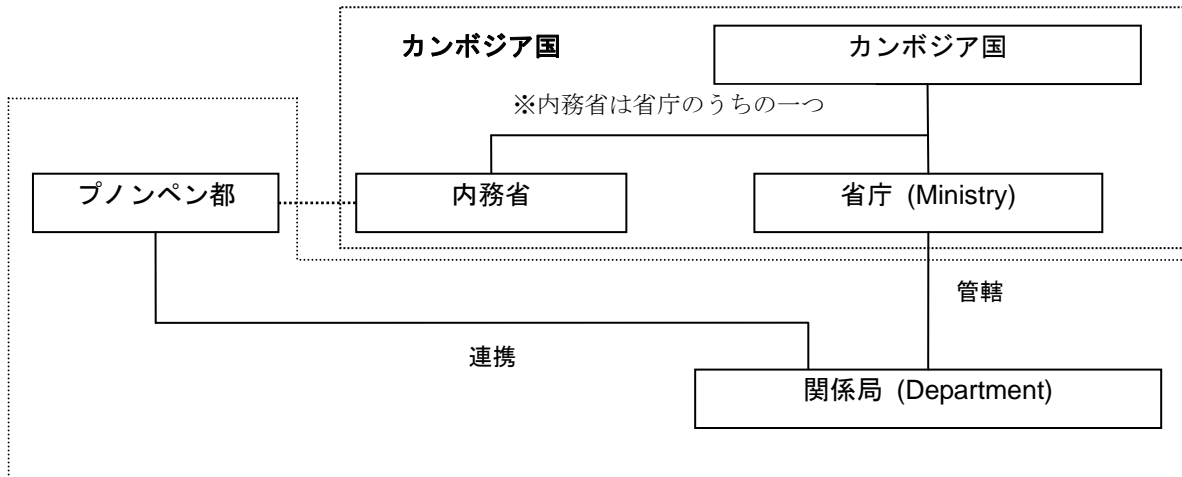 カンボジア国
カンボジア国
※内務省は省庁のうちの一つ
プノンペン都
内務省
省庁 (Ministry)
管轄
連携
関係局 (Department)